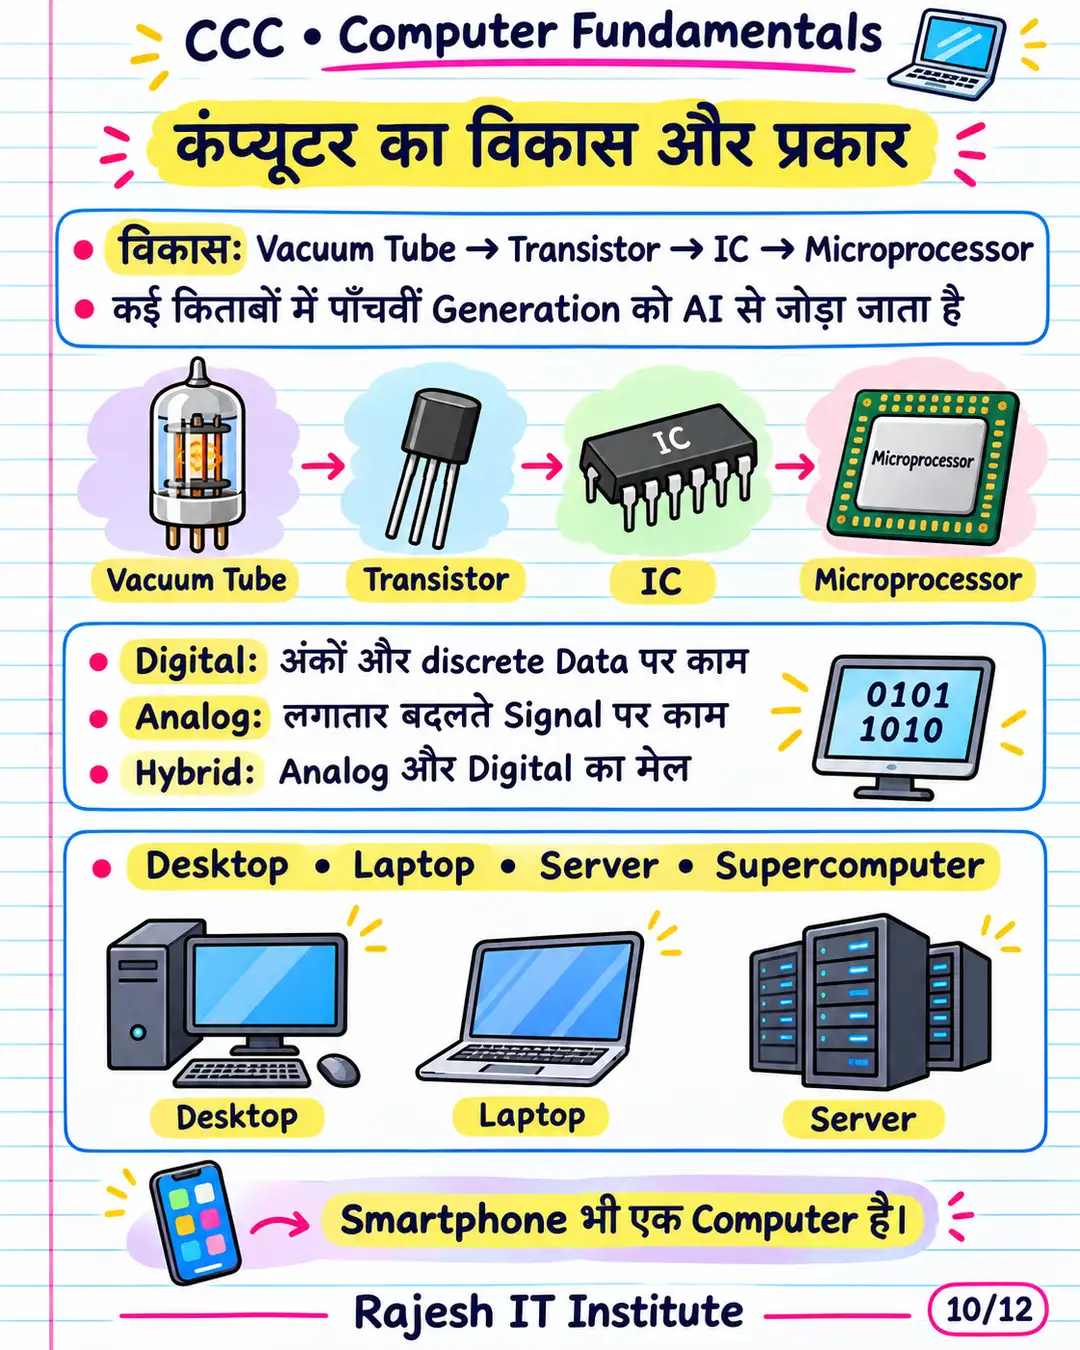 CCC • Computer Fundamentals
कंप्यूटर का विकास और प्रकार
• विकास: Vacuum Tube → Transistor → IC → Microprocessor
• कई किताबों में पाँचवीं Generation को AI से जोड़ा जाता है
IC
Microprocessor
Vacuum Tube
Transistor
IC
Microprocessor
• Digital: अंकों और discrete Data पर काम
• Analog: लगातार बदलते Signal पर काम
• Hybrid: Analog और Digital का मेल
0101
1010
• Desktop • Laptop • Server • Supercomputer
Desktop
Laptop
Server
Smartphone भी एक Computer है।
Rajesh IT Institute
10/12